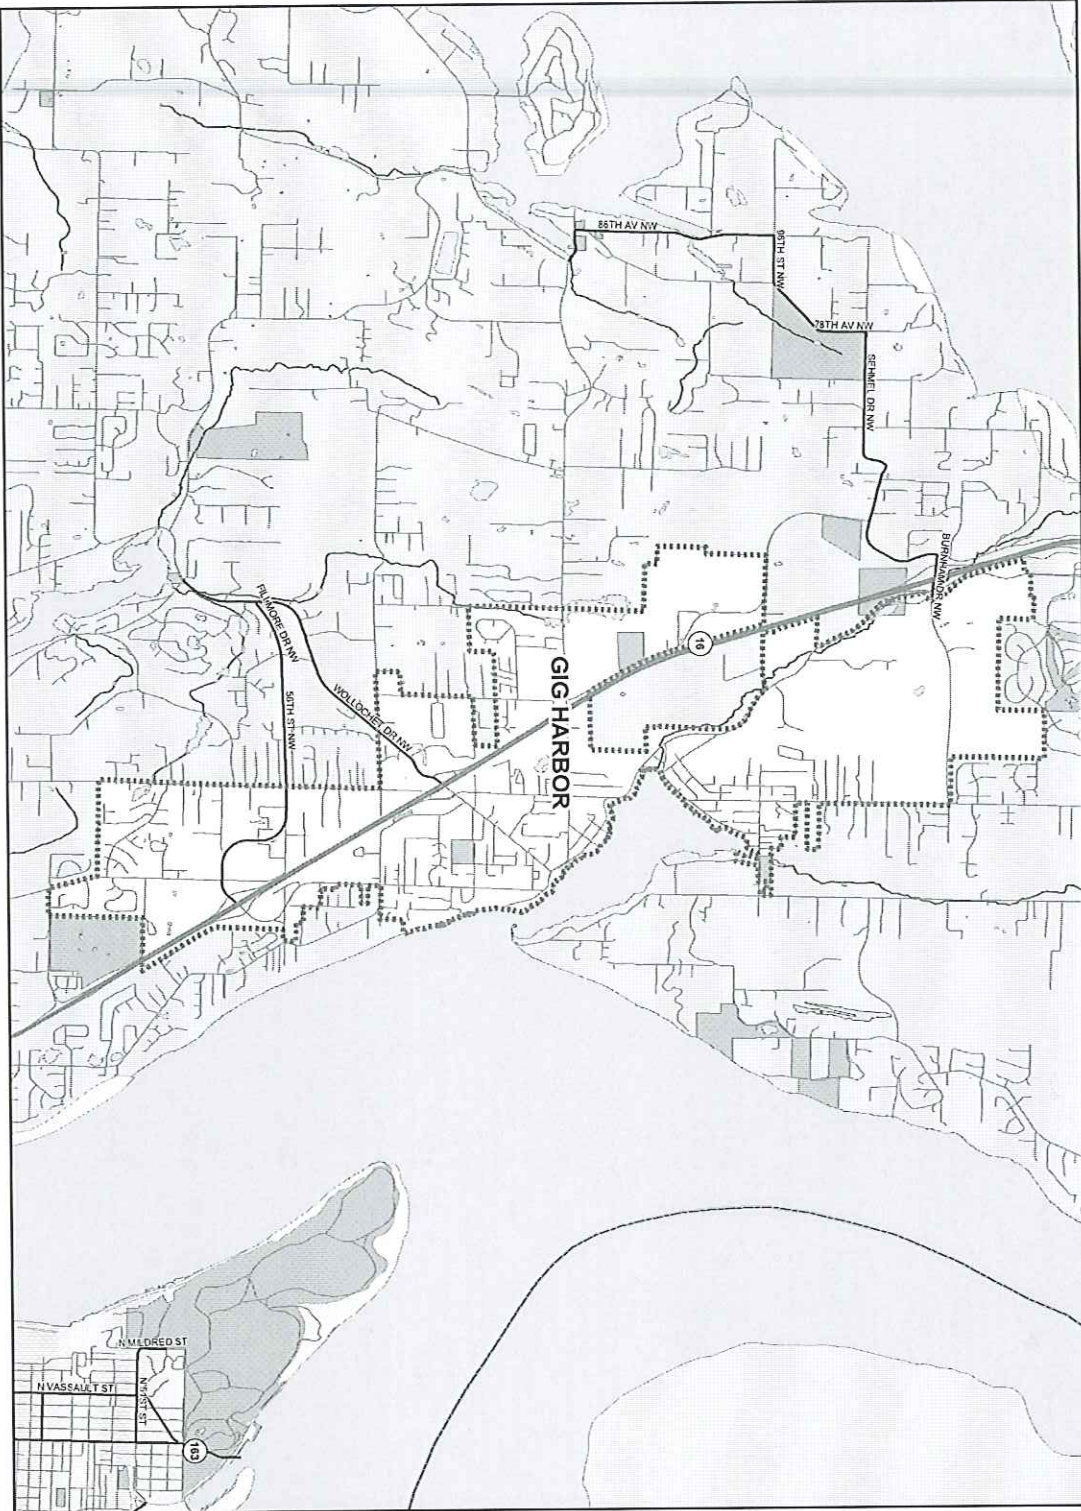 86TH AV NW
96TH ST NW
78TH AV NW
SEHMEL DR NW
BURNHAM DR NW
16
GIG HARBOR
FILLMORE DR NW
WOLLOCHET DR NW
56TH ST NW
N MILDRED ST
N VASSAULT ST
N 51ST ST
163